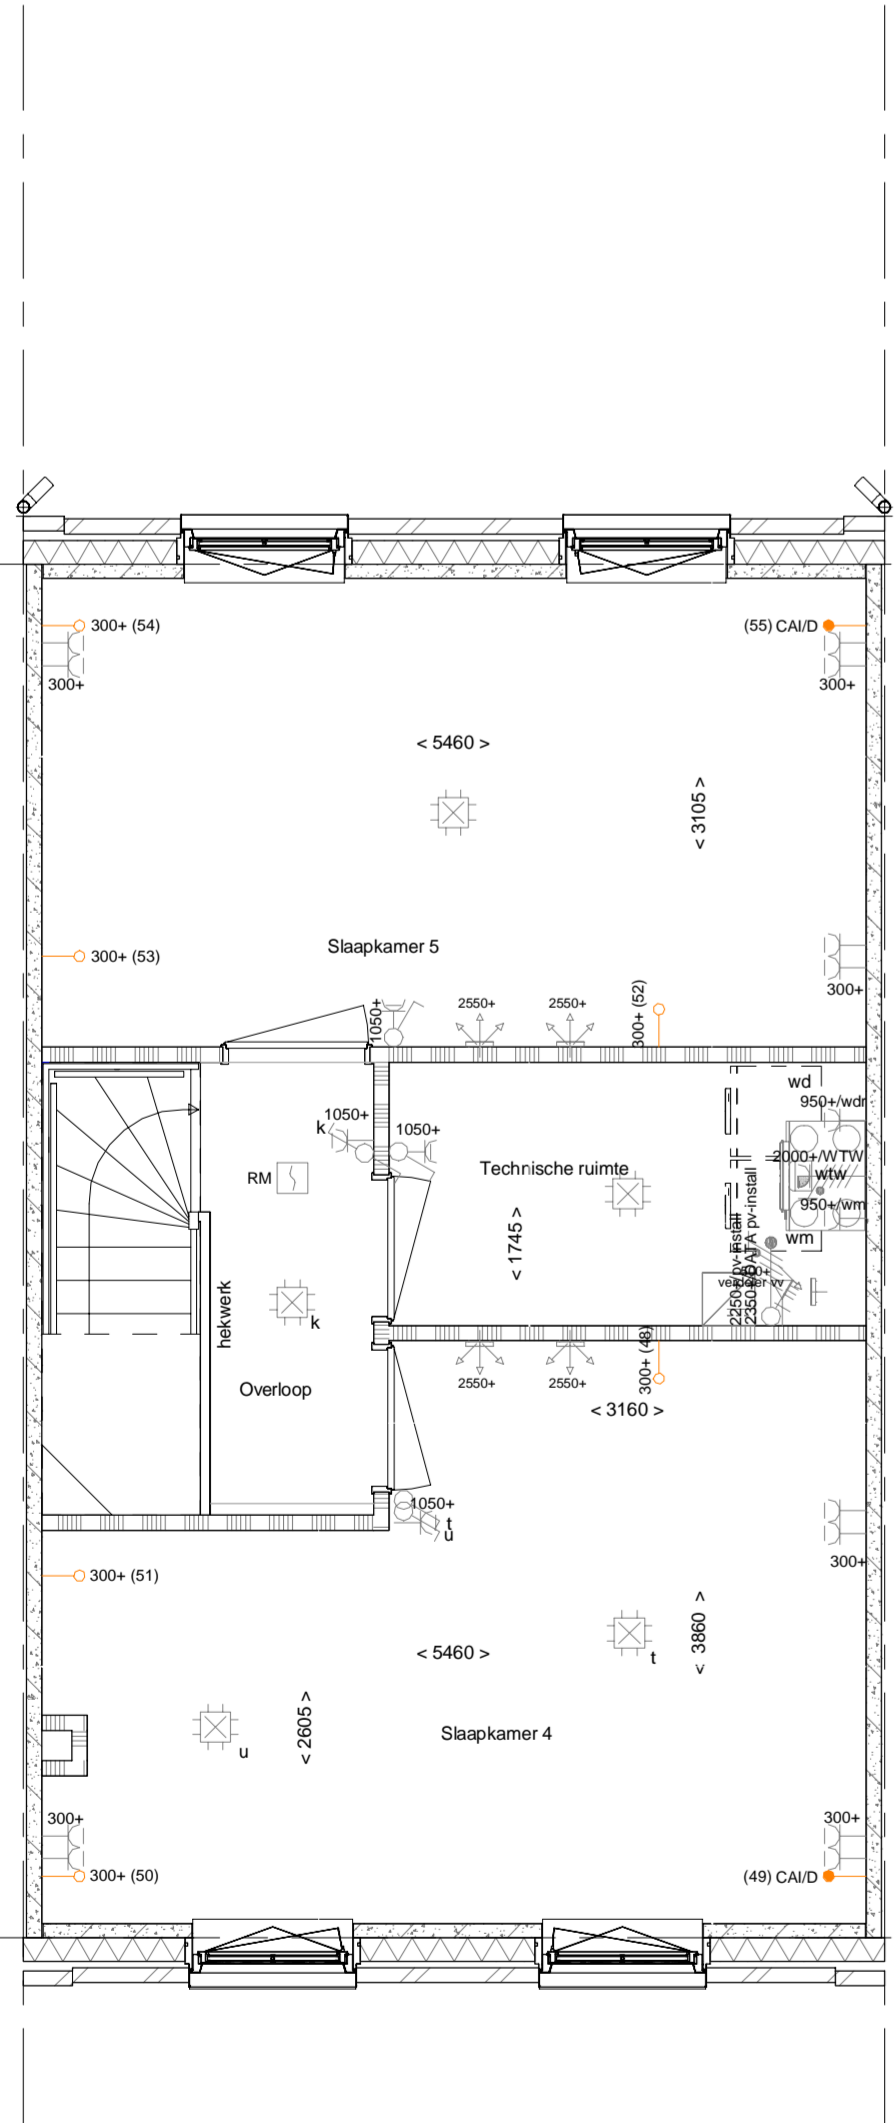 300+ (54)
(55) CAI/D
300+
300+
< 5460 >
< 3105 >
Slaapkamer 5
300+ (53)
300+
1050+
2550+
2550+
300+ (52)
wd
950+/wdr
1050+
k
1050+
2000+/WTW
Technische ruimte
wtw
RM
950+/wm
< 1745 >
wm
2250+/pv-install
2350+/DATA pv-install
verdeler vv
hekwerk
k
Overloop
2550+
2550+
300+ (48)
< 3160 >
1050+
t
u
300+
300+ (51)
< 5460 >
< 3860 >
t
< 2605 >
u
Slaapkamer 4
300+
300+
300+ (50)
(49) CAI/D